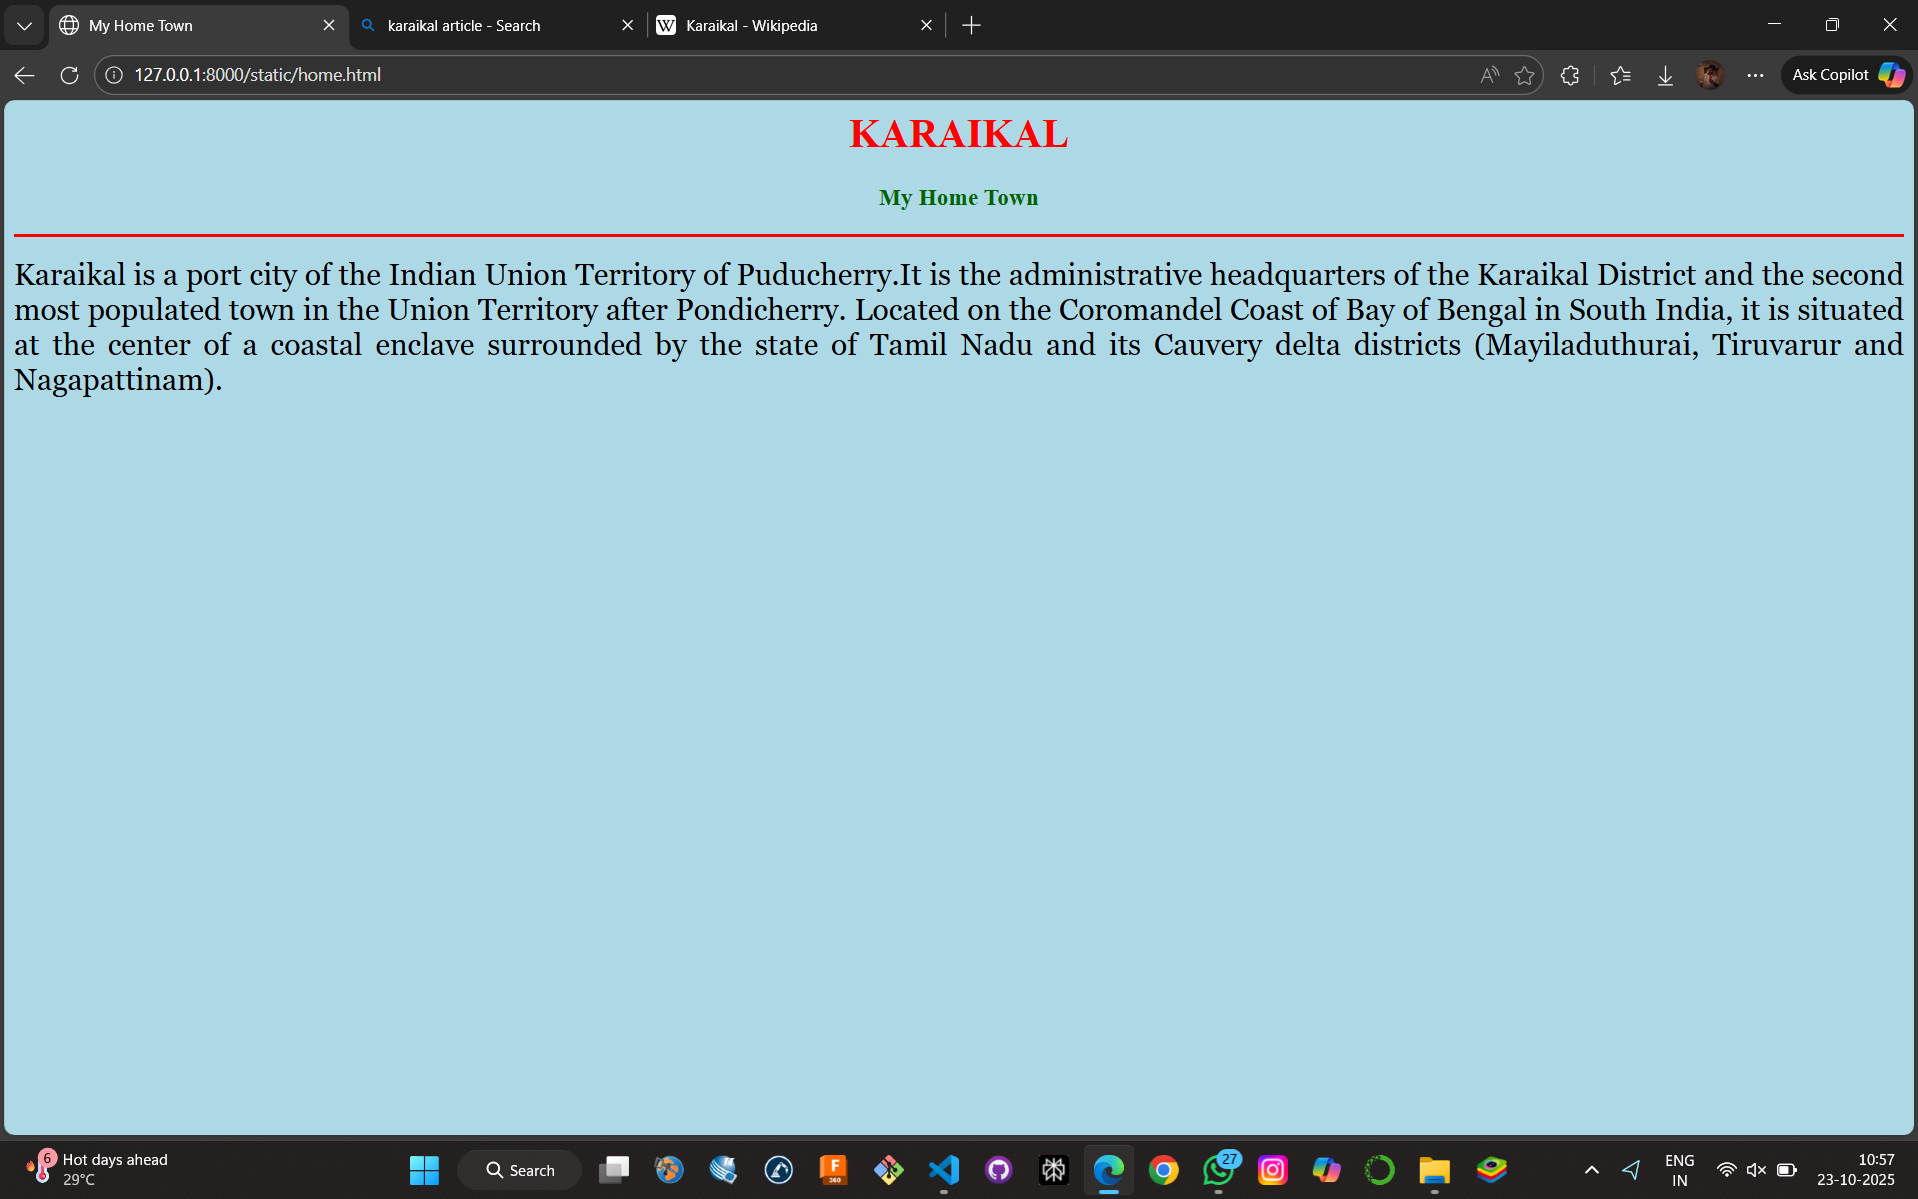 My Home Town
karaikal article - Search
W
Karaikal - Wikipedia
127.0.0.1:8000/static/home.html
Ask Copilot
KARAIKAL
My Home Town
Karaikal is a port city of the Indian Union Territory of Puducherry.It is the administrative headquarters of the Karaikal District and the second
most populated town in the Union Territory after Pondicherry. Located on the Coromandel Coast of Bay of Bengal in South India, it is situated
at the center of a coastal enclave surrounded by the state of Tamil Nadu and its Cauvery delta districts (Mayiladuthurai, Tiruvarur and
Nagapattinam).
6
Hot days ahead
29°C
Search
F
360
27
ENG
IN
10:57
23-10-2025